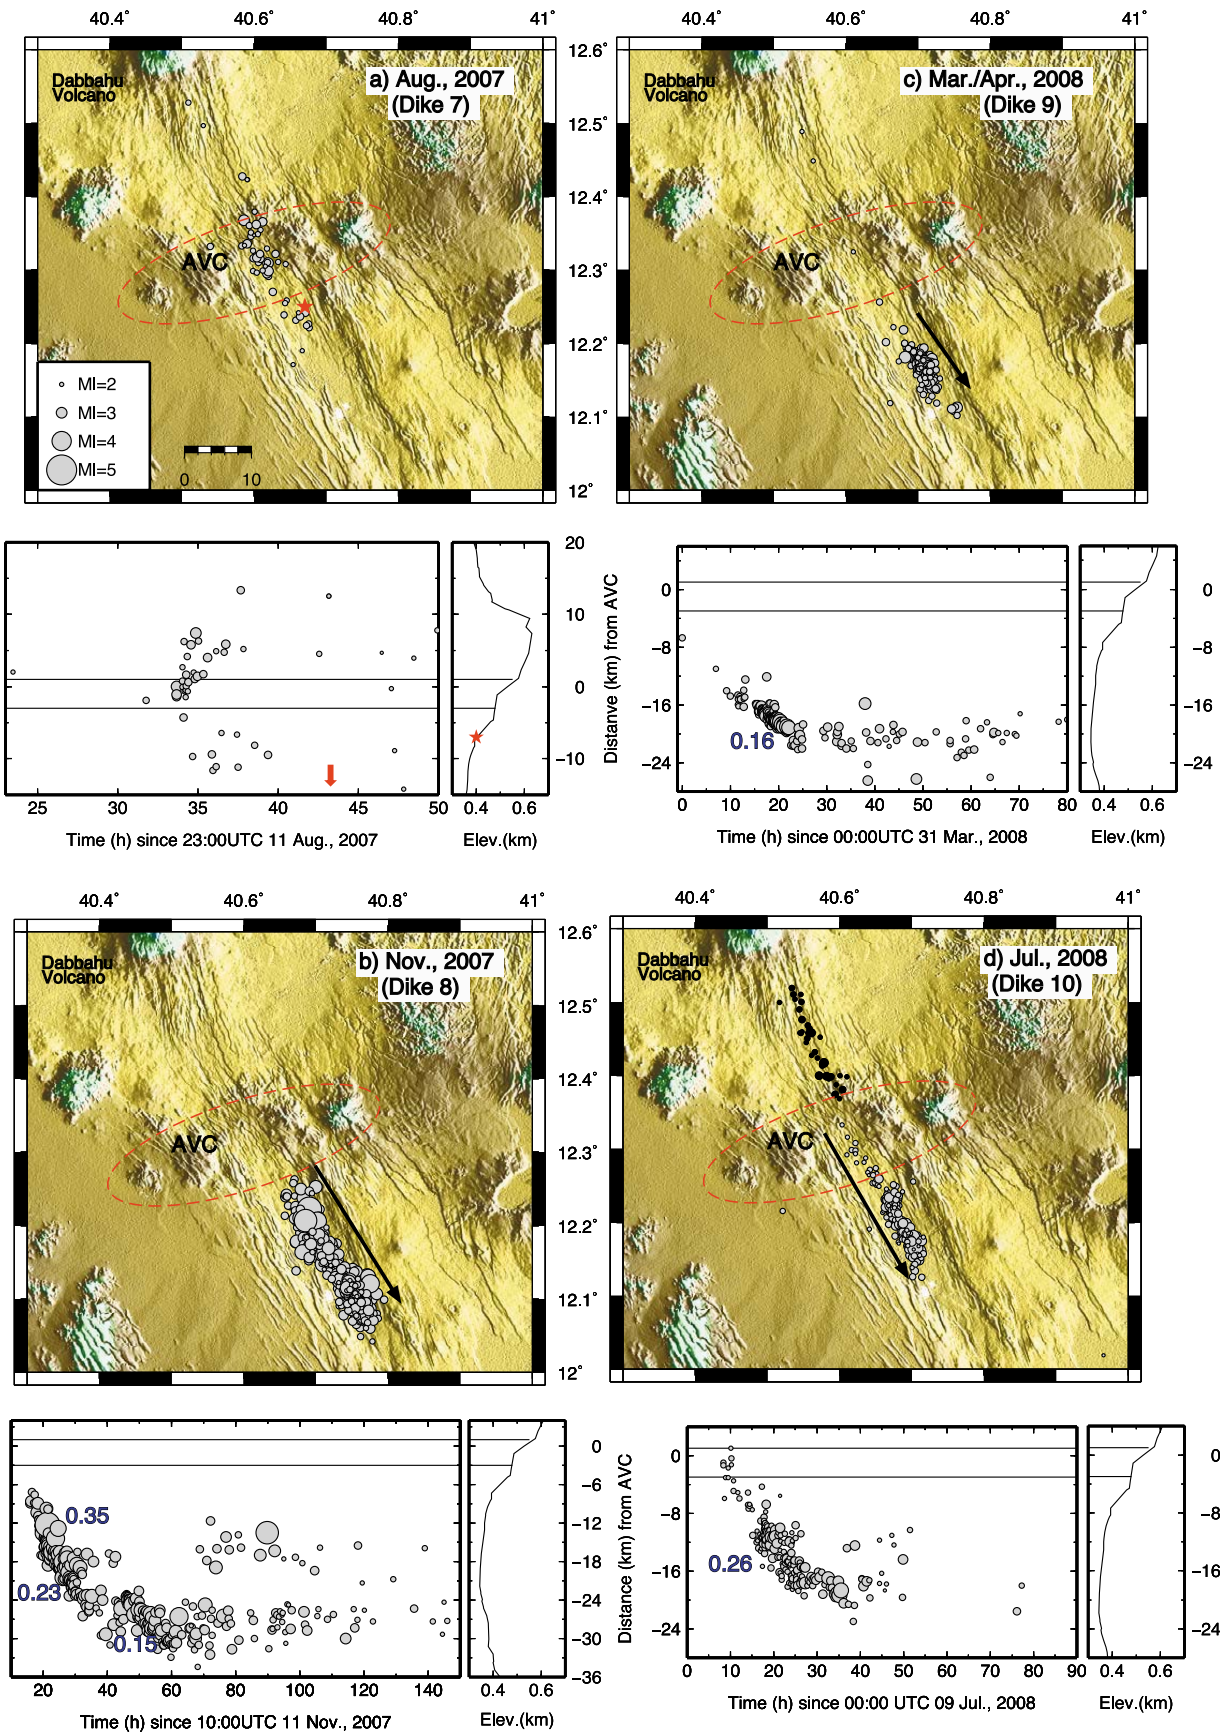 40.4° 40.6° 40.8° 41°
a) Aug., 2007
(Dike 7)
Dabbahu
Volcano
AVC
Ml=2
Ml=3
Ml=4
Ml=5
0 10
12.6°
12.5°
12.4°
12.3°
12.2°
12.1°
12°
40.4° 40.6° 40.8° 41°
c) Mar./Apr., 2008
(Dike 9)
Dabbahu
Volcano
AVC
20
10
0
−10
25 30 35 40 45 50
Time (h) since 23:00UTC 11 Aug., 2007
0.4 0.6
Elev.(km)
Distanve (km) from AVC
0
−8
−16
−24
0.16
0 10 20 30 40 50 60 70 80
Time (h) since 00:00UTC 31 Mar., 2008
0
−8
−16
−24
0.4 0.6
Elev.(km)
40.4° 40.6° 40.8° 41°
b) Nov., 2007
(Dike 8)
Dabbahu
Volcano
AVC
12.6°
12.5°
12.4°
12.3°
12.2°
12.1°
12°
40.4° 40.6° 40.8° 41°
d) Jul., 2008
(Dike 10)
Dabbahu
Volcano
AVC
0.35
0.23
0.15
20 40 60 80 100 120 140
Time (h) since 10:00UTC 11 Nov., 2007
0
−6
−12
−18
−24
−30
−36
0.4 0.6
Elev.(km)
Distance (km) from AVC
0
−8
−16
−24
0.26
0 10 20 30 40 50 60 70 80 90
Time (h) since 00:00 UTC 09 Jul., 2008
0
−8
−16
−24
0.4 0.6
Elev.(km)